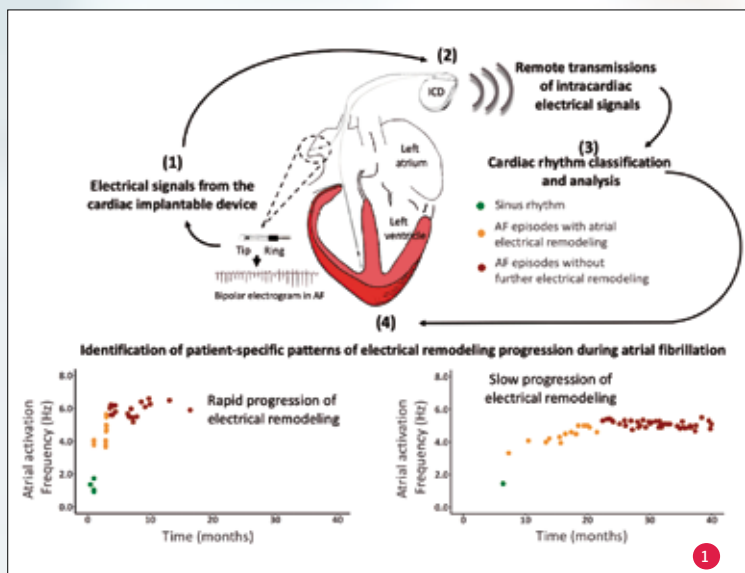 (2)
ICD
Remote transmissions
of intracardiac
electrical signals
(1)
Electrical signals from the
cardiac implantable device
Left
atrium
Left
ventricle
(3)
Cardiac rhythm classification
and analysis
Sinus rhythm
AF episodes with atrial
electrical remodeling
AF episodes without
further electrical remodeling
Tip Ring
Bipolar electrogram in AF
(4)
Identification of patient-specific patterns of electrical remodeling progression during atrial fibrillation
Atrial activation
Frequency (Hz)
8.0
6.0
4.0
2.0
0.0
Rapid progression of
electrical remodeling
0 10 20 30 40
Time (months)
Atrial activation
Frequency (Hz)
8.0
6.0
4.0
2.0
0.0
Slow progression of
electrical remodeling
0 10 20 30 40
Time (months)
1